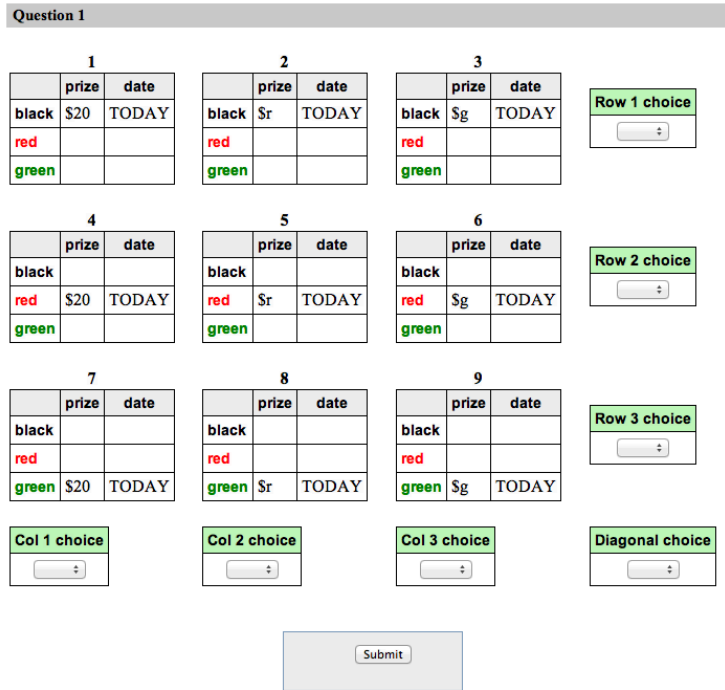 Question 1
1 2 3
prize date prize date prize date
Row 1 choice
black $20 TODAY black $r TODAY black $g TODAY
red red red
green green green
4 5 6
prize date prize date prize date
Row 2 choice
black black black
red $20 TODAY red $r TODAY red $g TODAY
green green green
7 8 9
prize date prize date prize date
Row 3 choice
black black black
red red red
green $20 TODAY green $r TODAY green $g TODAY
Col 1 choice Col 2 choice Col 3 choice Diagonal choice
Submit